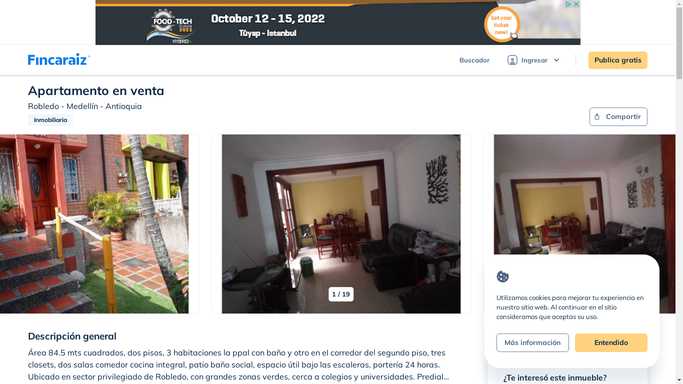 FOOD-TECH
October 12 - 15, 2022
Tüyap - Istanbul
Get your
ticket
now!
Fincaraiz
Buscador
Ingresar
Publica gratis
Apartamento en venta
Robledo - Medellín - Antioquia
Inmobiliaria
Compartir
1 / 19
Utilizamos cookies para mejorar tu experiencia en
nuestro sitio web. Al continuar en el sitio
consideramos que aceptas su uso.
Más información
Entendido
Descripción general
Área 84.5 mts cuadrados, dos pisos, 3 habitaciones la ppal con baña y otro en el corredor del segundo piso, tres
closets, dos salas comedor cocina integral, patío baño social, espacio útil bajo las escaleras, portería 24 horas.
Ubicado en sector privilegiado de Robledo, con grandes zonas verdes, cerca a colegios y universidades. Predial...
¿Te interesó este inmueble?